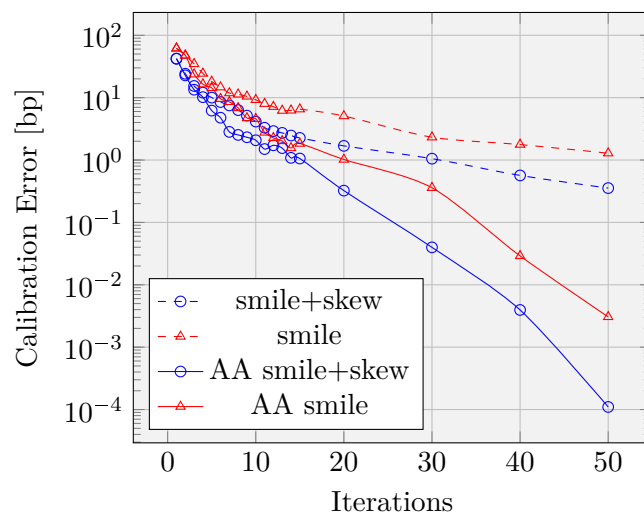 10^2
10^1
10^0
10^−1
10^−2
10^−3
10^−4
Calibration Error [bp]
smile+skew
smile
AA smile+skew
AA smile
0 10 20 30 40 50
Iterations